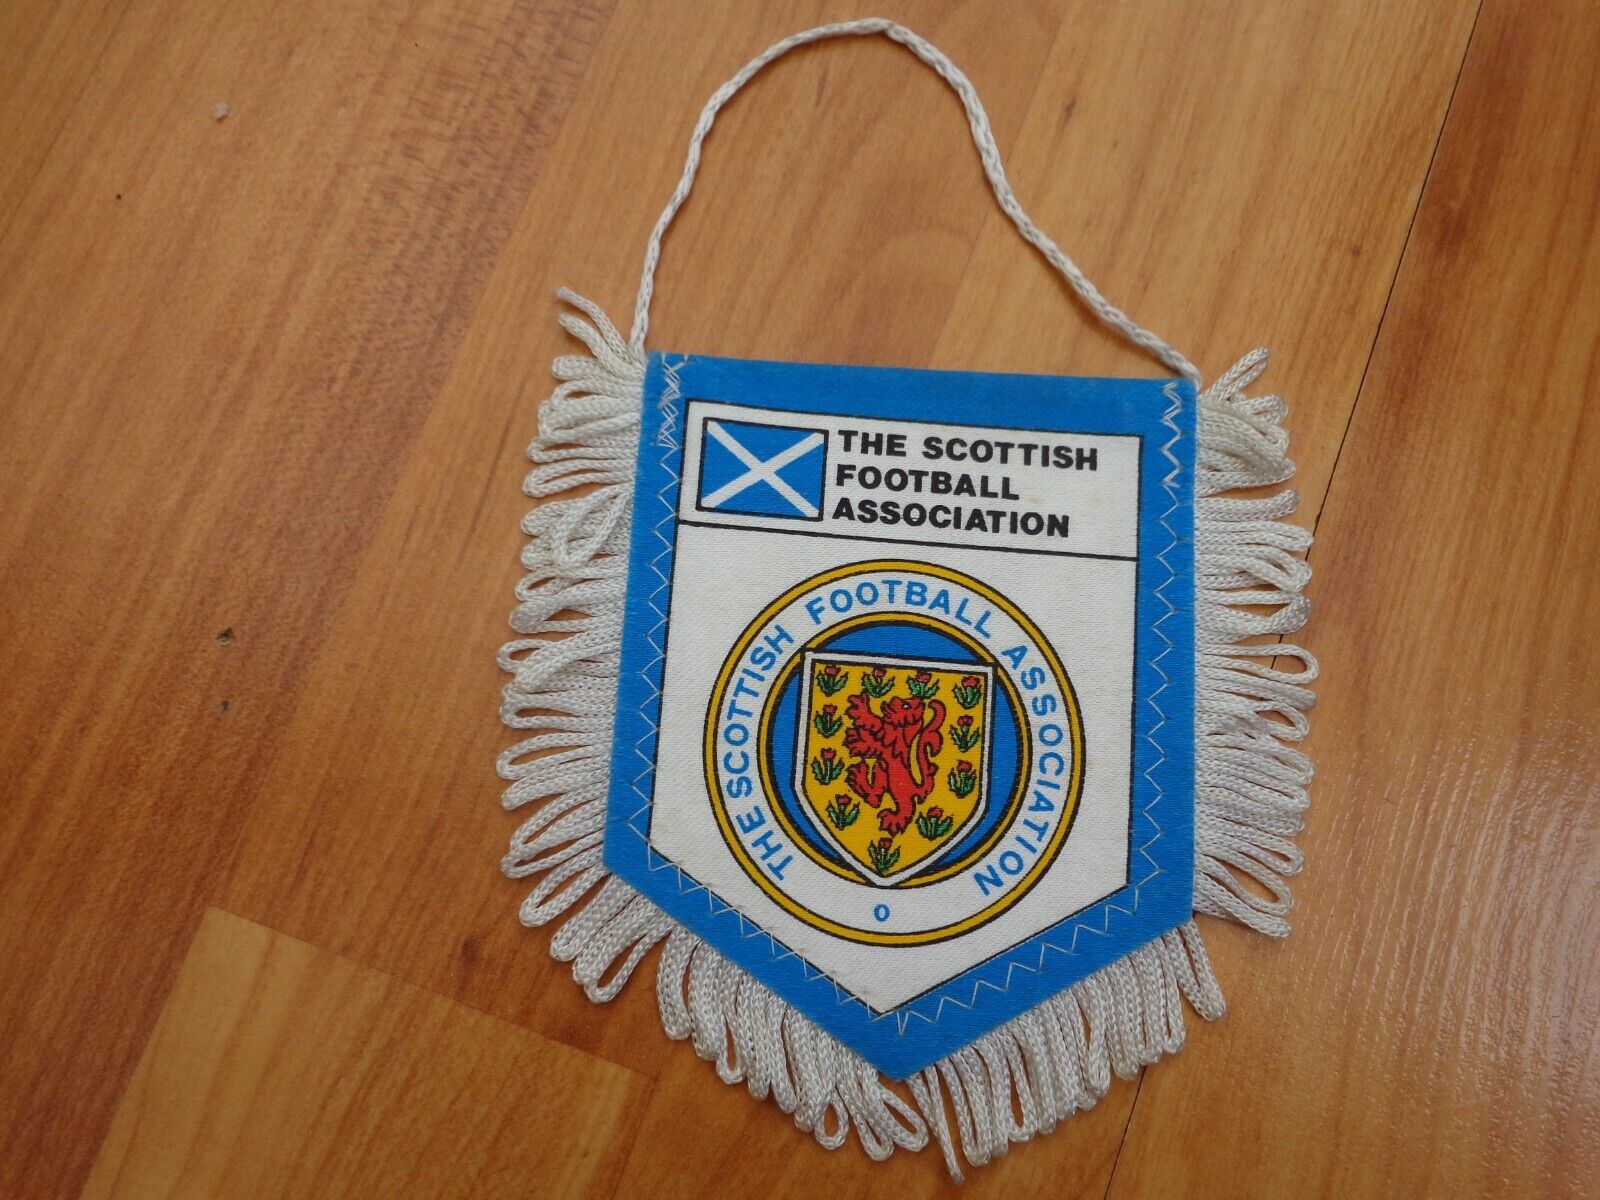 THE SCOTTISH
FOOTBALL
ASSOCIATION
THE SCOTTISH FOOTBALL ASSOCIATION
O